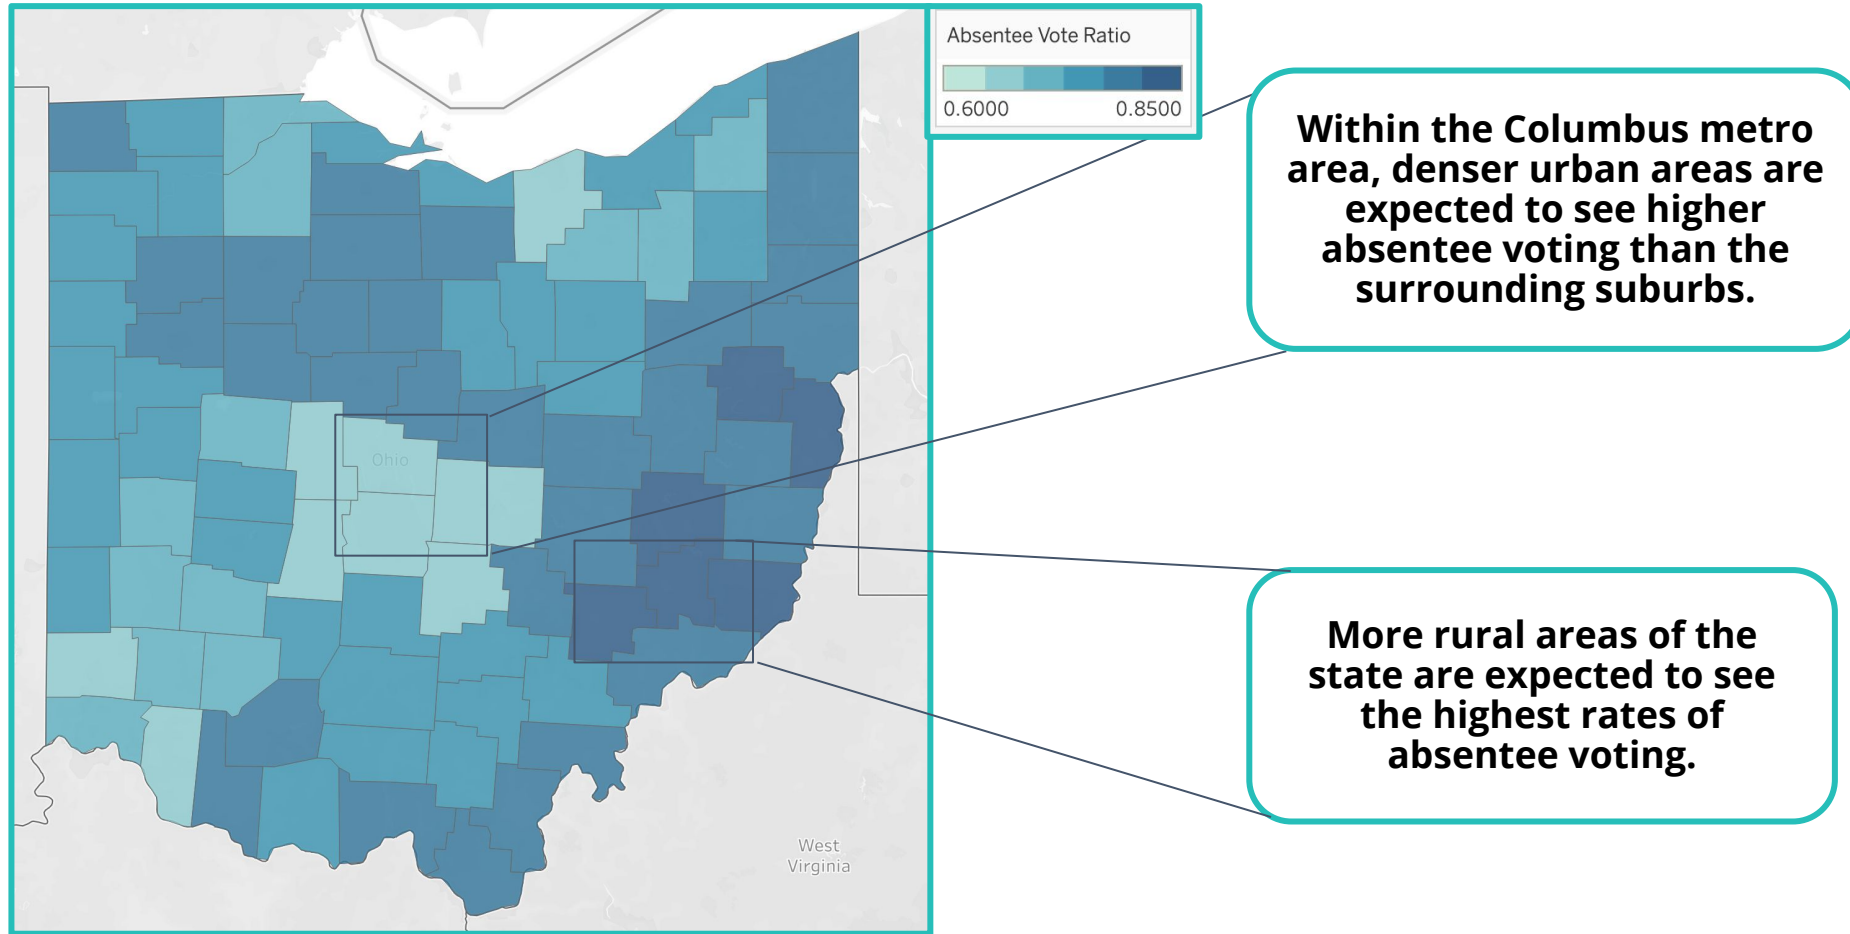 Absentee Vote Ratio
0.6000 0.8500
Within the Columbus metro
area, denser urban areas are
expected to see higher
absentee voting than the
surrounding suburbs.
Ohio
More rural areas of the
state are expected to see
the highest rates of
absentee voting.
West
Virginia